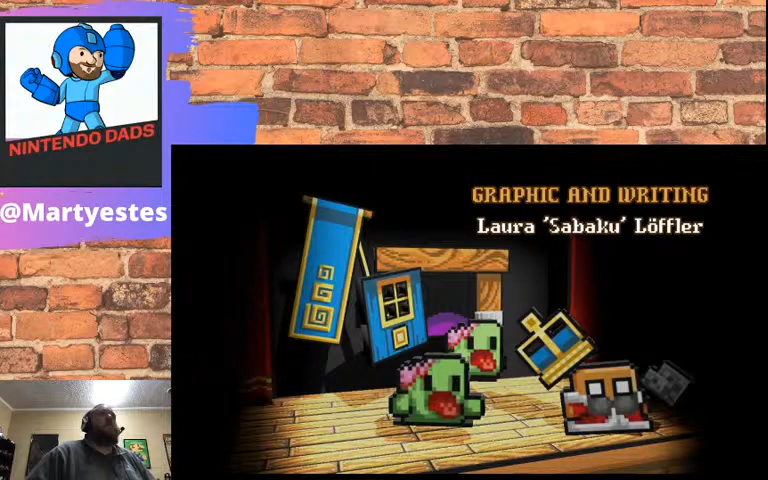 NINTENDO DADS
@Martyestes
GRAPHIC AND WRITING
Laura 'Sabaku' Löffler